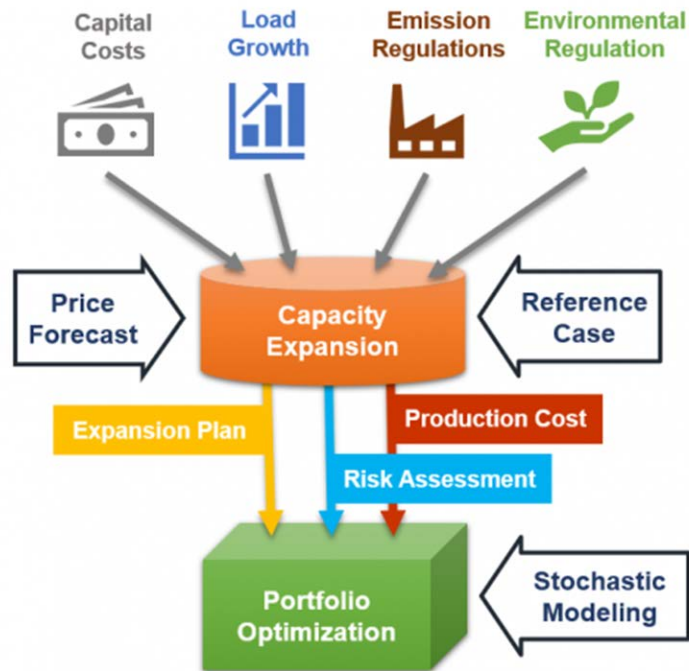 Capital
Costs
Load
Growth
Emission
Regulations
Environmental
Regulation
Price
Forecast
Capacity
Expansion
Reference
Case
Expansion Plan
Production Cost
Risk Assessment
Portfolio
Optimization
Stochastic
Modeling